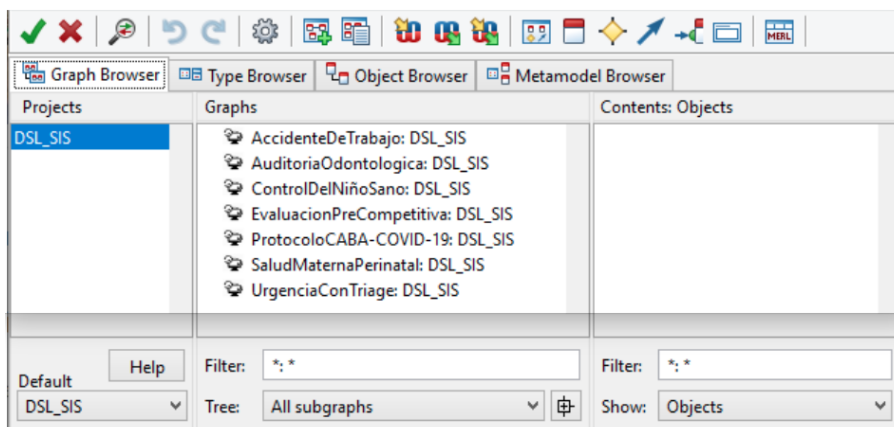 MERL
Graph Browser Type Browser Object Browser Metamodel Browser
Projects Graphs Contents: Objects
DSL_SIS
AccidenteDeTrabajo: DSL_SIS
AuditoriaOdontologica: DSL_SIS
ControlDelNiñoSano: DSL_SIS
EvaluacionPreCompetitiva: DSL_SIS
ProtocoloCABA-COVID-19: DSL_SIS
SaludMaternaPerinatal: DSL_SIS
UrgenciaConTriage: DSL_SIS
Default Help Filter: *: * Filter: *: *
DSL_SIS Tree: All subgraphs Show: Objects